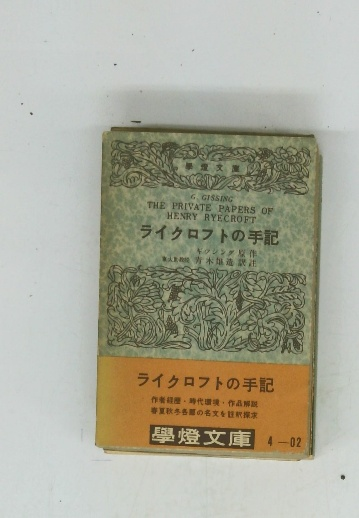 學燈文庫
G. GISSING
THE PRIVATE PAPERS OF
HENRY RYECROFT
ライクロフトの手記
ギッシング 原作
青木雄造 訳註
ライクロフトの手記
作者経歴・時代環境・作品解説
春夏秋冬各部の名文を註釈探求
學燈文庫 4-02